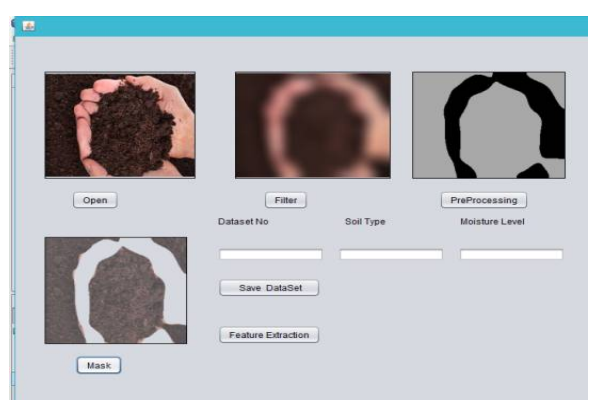 Open
Filter
PreProcessing
Dataset No
Soil Type
Moisture Level
Save DataSet
Feature Extraction
Mask